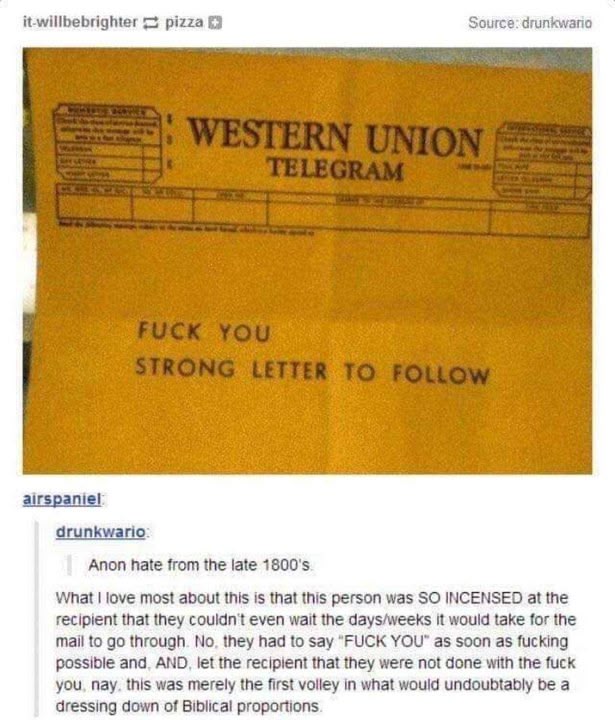 it-willbebrighter pizza
Source: drunkwario
DOMESTIC SERVICE
WESTERN UNION
TELEGRAM
FUCK YOU
STRONG LETTER TO FOLLOW
airspaniel:
drunkwario:
Anon hate from the late 1800's.
What I love most about this is that this person was SO INCENSED at the
recipient that they couldn't even wait the days/weeks it would take for the
mail to go through. No, they had to say "FUCK YOU" as soon as fucking
possible and, AND, let the recipient that they were not done with the fuck
you, nay, this was merely the first volley in what would undoubtably be a
dressing down of Biblical proportions.